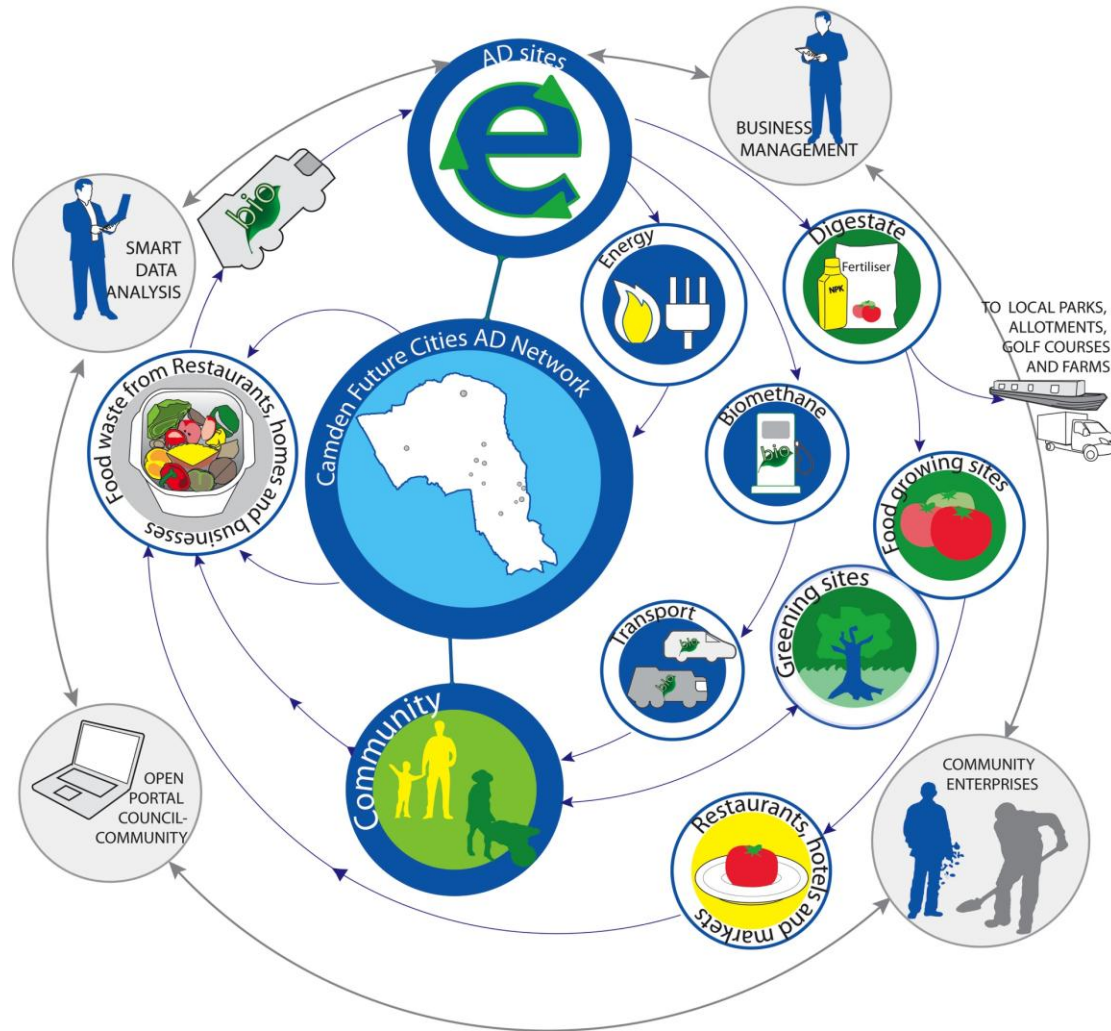 AD sites
e
BUSINESS
MANAGEMENT
bio
SMART
DATA
ANALYSIS
Energy
Digestate
Fertiliser
NPK
TO LOCAL PARKS,
ALLOTMENTS,
GOLF COURSES
AND FARMS
Camden Future Cities AD Network
Food waste from Restaurants, homes and businesses
Biomethane
bio
Food growing sites
Greening sites
Transport
bio
bio
Community
OPEN
PORTAL
COUNCIL-
COMMUNITY
COMMUNITY
ENTERPRISES
Restaurants, hotels and markets